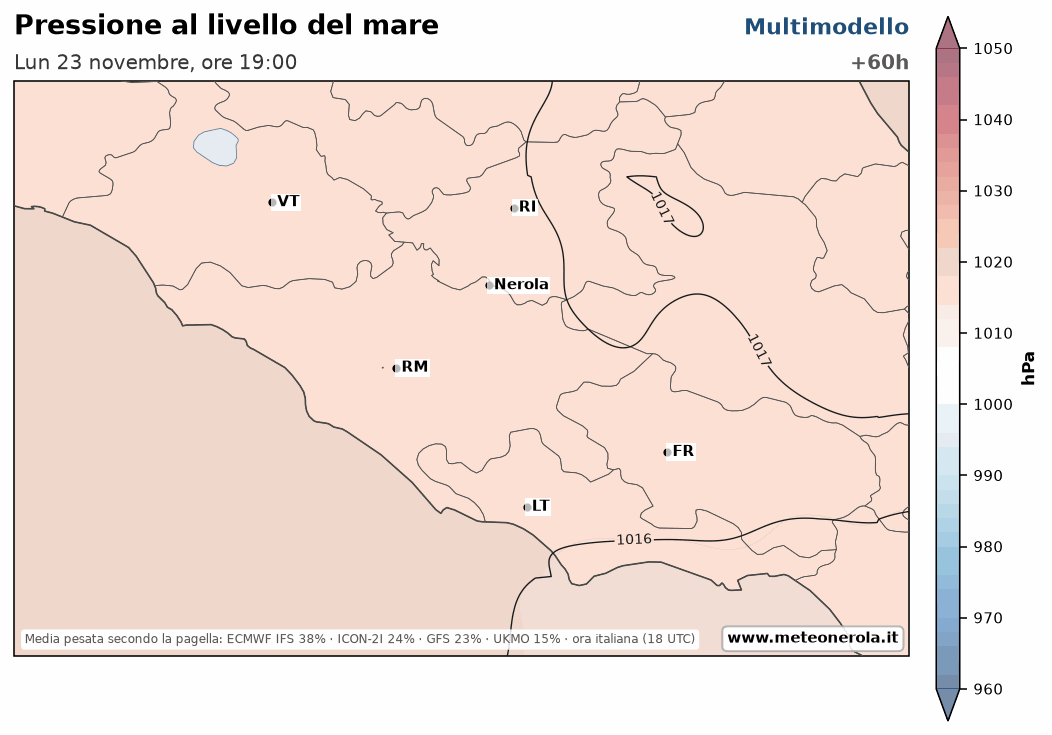 Pressione al livello del mare
Multimodello
Lun 23 novembre, ore 19:00
+60h
1050
1040
1030
1020
1010
1000
990
980
970
960
hPa
VT
RI
1017
Nerola
1017
RM
FR
LT
1016
Media pesata secondo la pagella: ECMWF IFS 38% · ICON-2I 24% · GFS 23% · UKMO 15% · ora italiana (18 UTC)
www.meteonerola.it